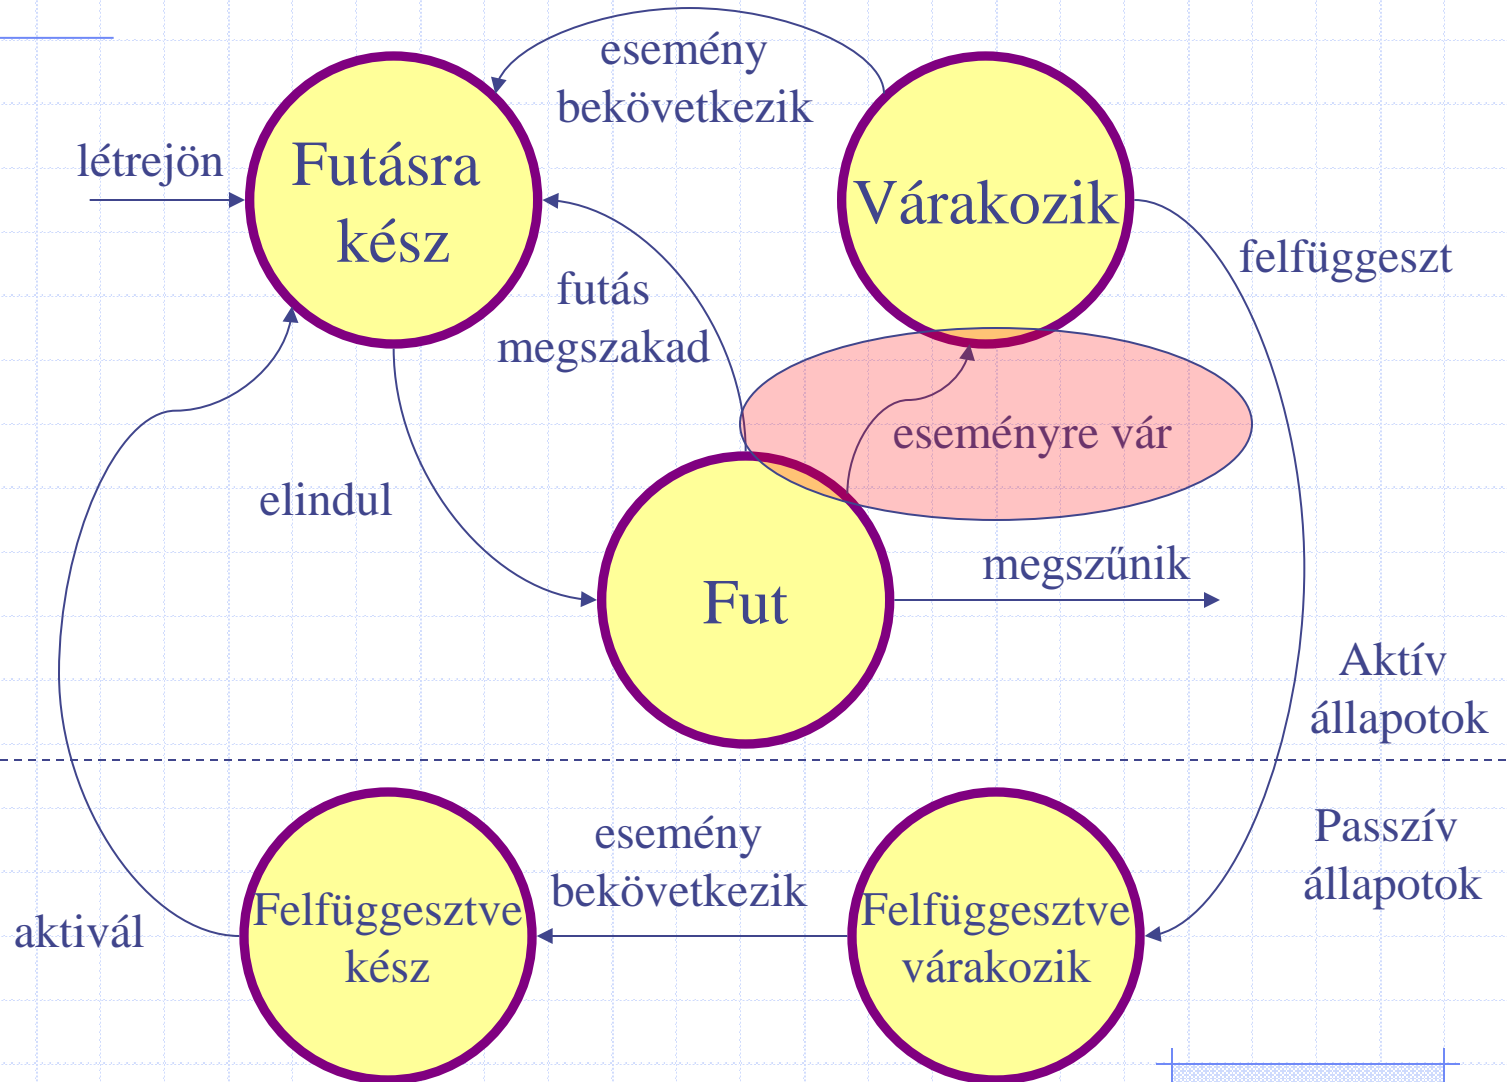 esemény
bekövetkezik
létrejön
Futásra
kész
Várakozik
felfüggeszt
futás
megszakad
eseményre vár
elindul
megszűnik
Fut
Aktív
állapotok
Passzív
állapotok
esemény
bekövetkezik
Felfüggesztve
kész
Felfüggesztve
várakozik
aktivál